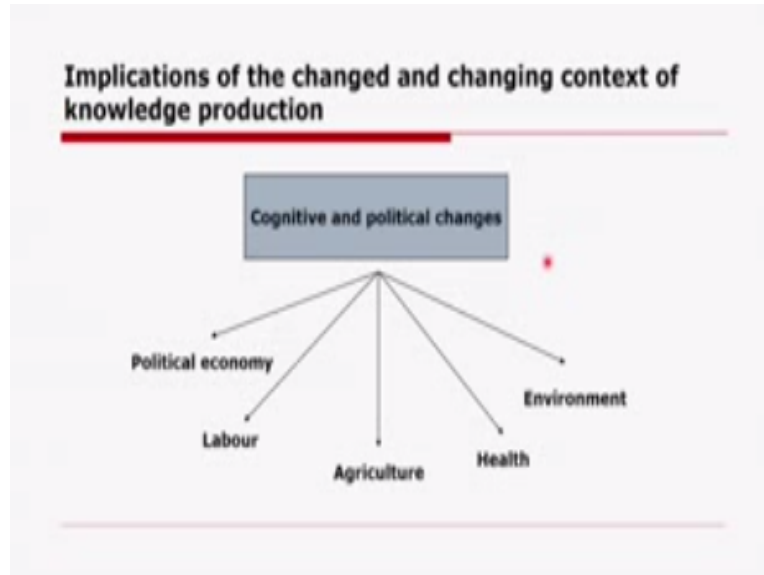 Implications of the changed and changing context of
knowledge production
Cognitive and political changes
Political economy
Labour
Agriculture
Health
Environment